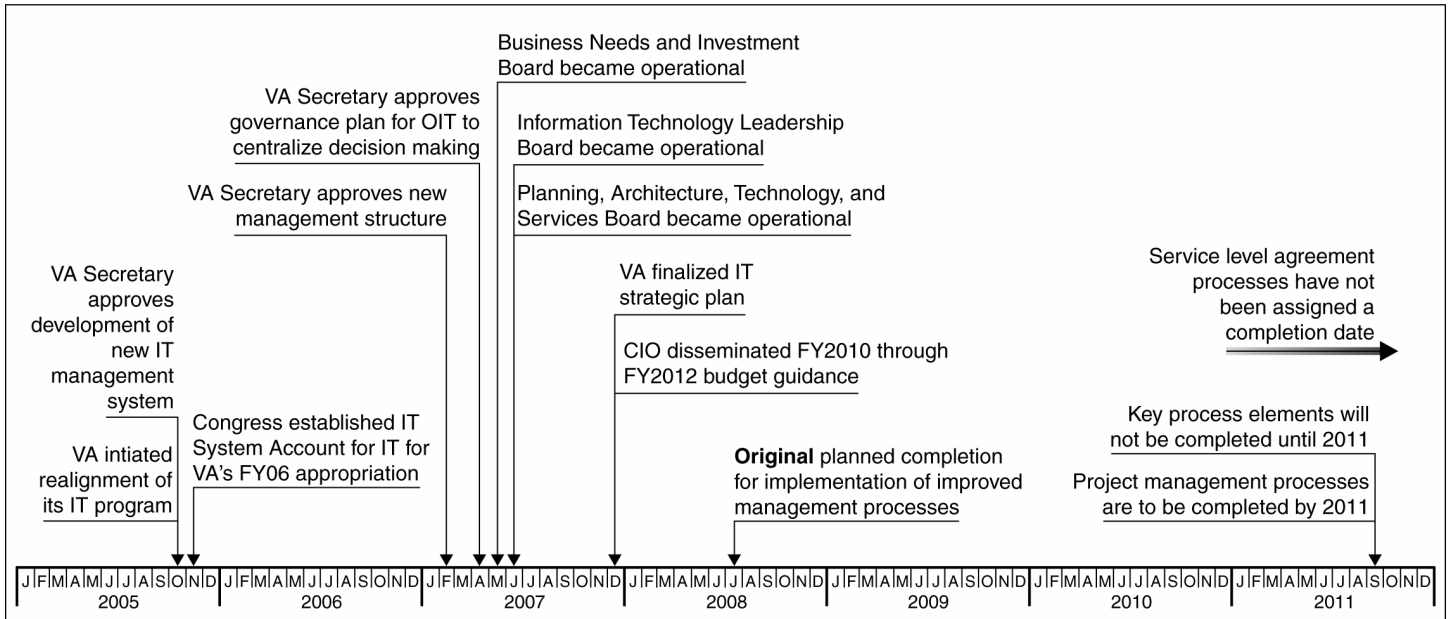 Business Needs and Investment
Board became operational
VA Secretary approves
governance plan for OIT to
centralize decision making
Information Technology Leadership
Board became operational
VA Secretary approves new
management structure
Planning, Architecture, Technology, and
Services Board became operational
VA Secretary
approves
development of
new IT
management
system
VA finalized IT
strategic plan
Service level agreement
processes have not
been assigned a
completion date
CIO disseminated FY2010 through
FY2012 budget guidance
VA intiated
realignment of
its IT program
Congress established IT
System Account for IT for
VA's FY06 appropriation
Original planned completion
for implementation of improved
management processes
Key process elements will
not be completed until 2011
Project management processes
are to be completed by 2011
J F M A M J J A S O N D J F M A M J J A S O N D J F M A M J J A S O N D J F M A M J J A S O N D J F M A M J J A S O N D J F M A M J J A S O N D J F M A M J J A S O N D
2005 2006 2007 2008 2009 2010 2011